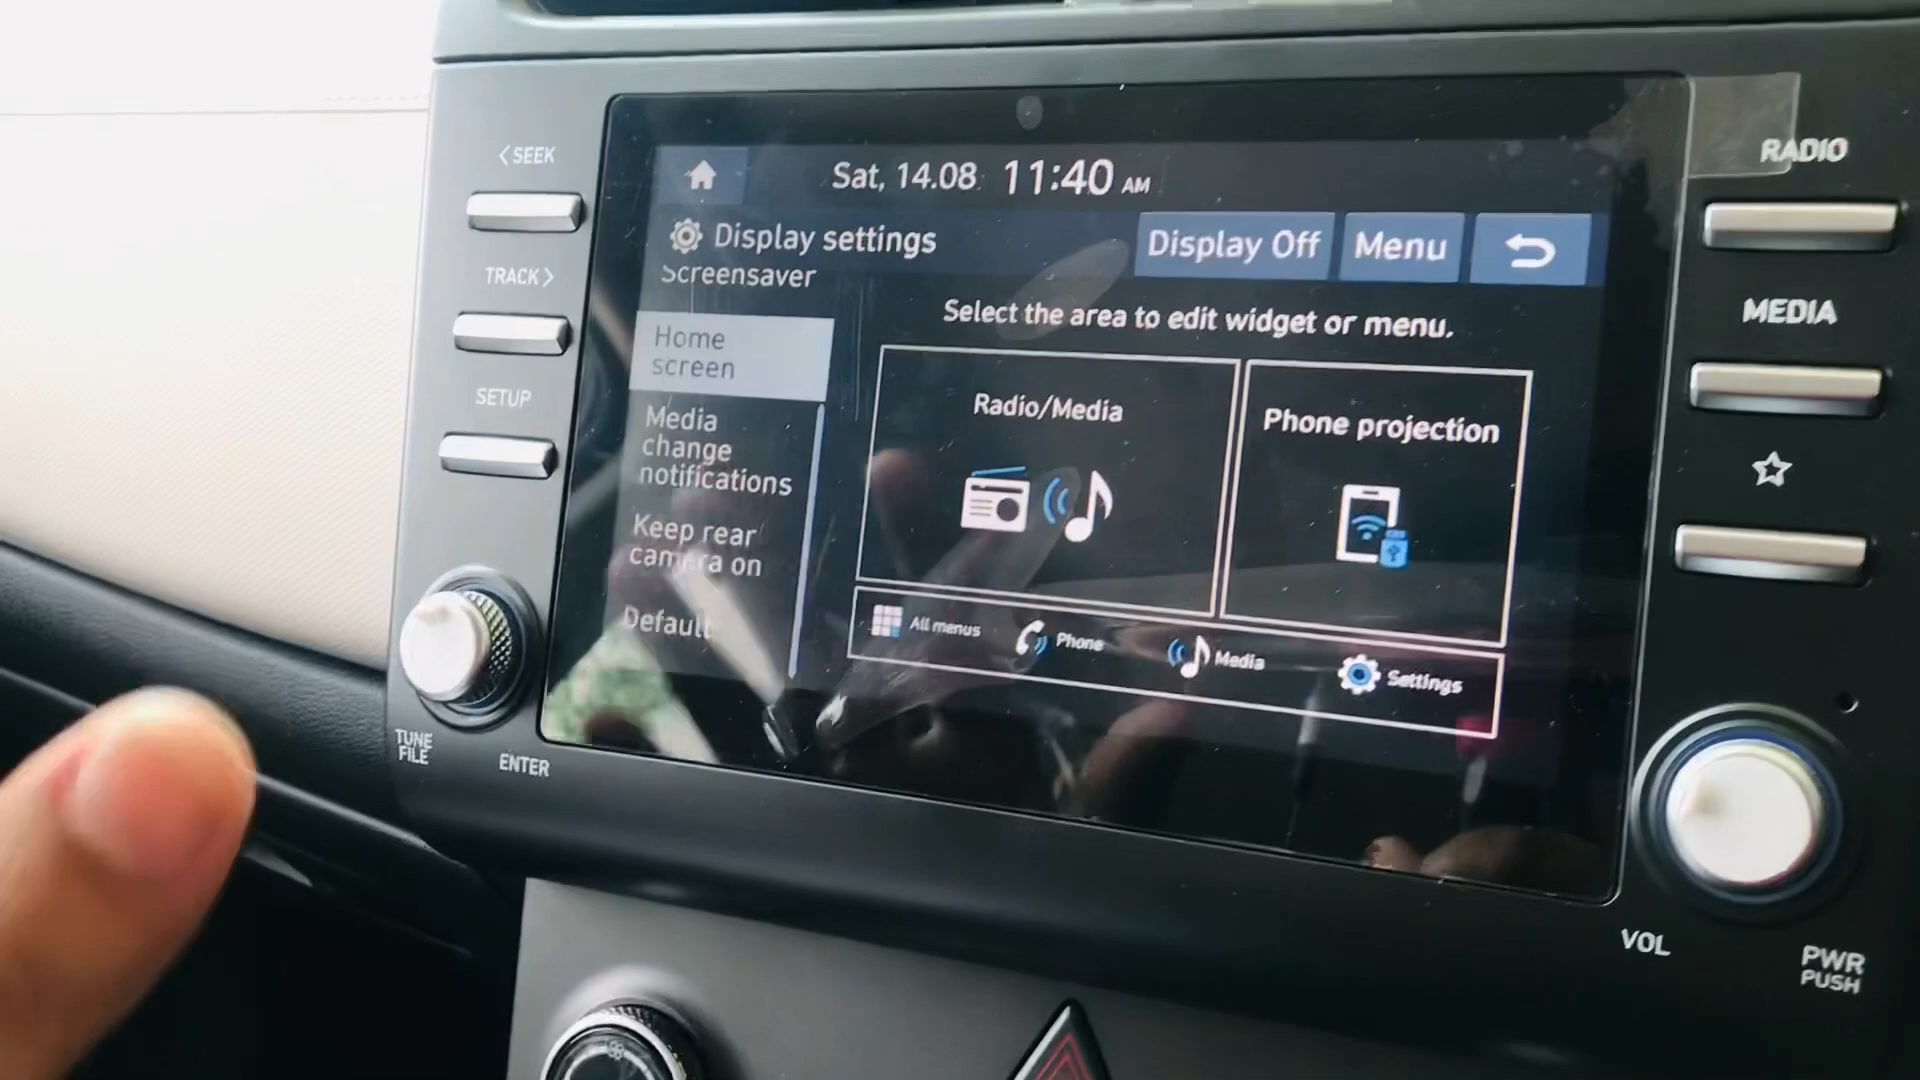 < SEEK
TRACK >
SETUP
TUNE
FILE
ENTER
Sat, 14.08 11:40 AM
Display settings
Display Off
Menu
Screensaver
Home
screen
Media
change
notifications
Keep rear
camera on
Default
Select the area to edit widget or menu.
Radio/Media
Phone projection
All menus
Phone
Media
Settings
RADIO
MEDIA
VOL
PWR
PUSH